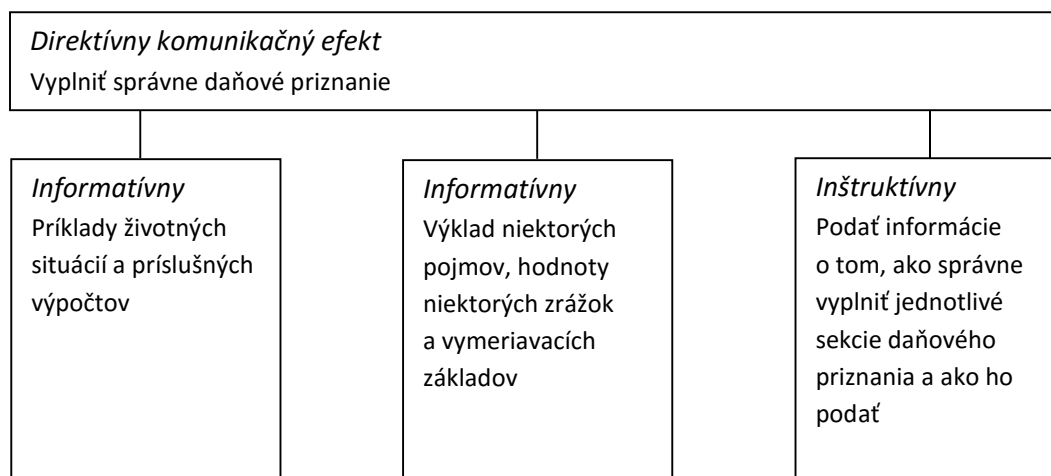 Direktívny komunikačný efekt
Vyplniť správne daňové priznanie
Informatívny
Príklady životných
situácií a príslušných
výpočtov
Informatívny
Výklad niektorých
pojmov, hodnoty
niektorých zrážok
a vymeriavacích
základov
Inštruktívny
Podať informácie
o tom, ako správne
vyplniť jednotlivé
sekcie daňového
priznania a ako ho
podať